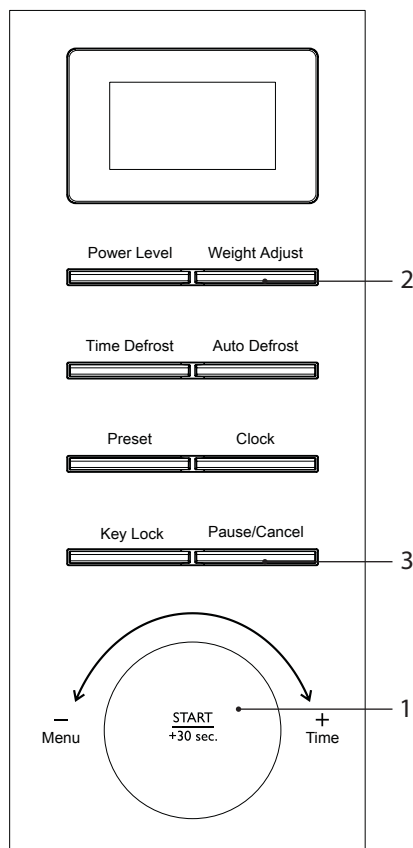 Power Level Weight Adjust
2
Time Defrost Auto Defrost
Preset Clock
Key Lock Pause/Cancel
3
START
+30 sec.
1
− Menu
+ Time